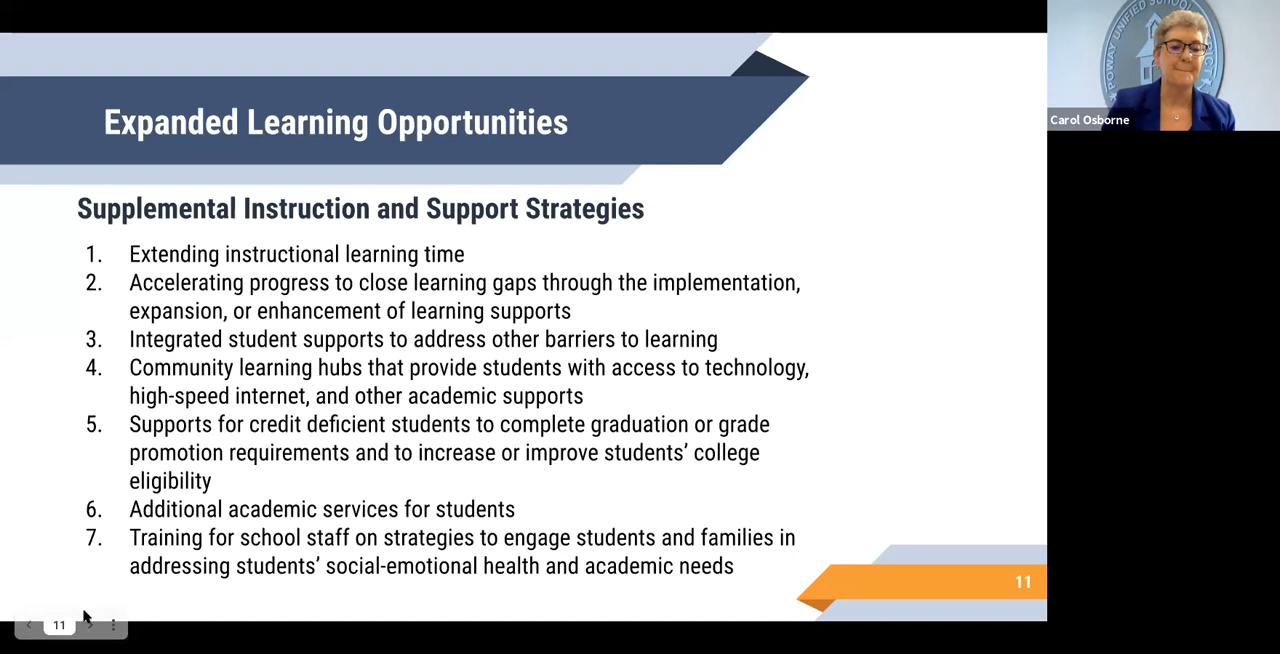 Expanded Learning Opportunities
Supplemental Instruction and Support Strategies
1. Extending instructional learning time
2. Accelerating progress to close learning gaps through the implementation,
expansion, or enhancement of learning supports
3. Integrated student supports to address other barriers to learning
4. Community learning hubs that provide students with access to technology,
high-speed internet, and other academic supports
5. Supports for credit deficient students to complete graduation or grade
promotion requirements and to increase or improve students’ college
eligibility
6. Additional academic services for students
7. Training for school staff on strategies to engage students and families in
addressing students’ social-emotional health and academic needs
11
11
POWAY UNIFIED SCHOOL
Carol Osborne